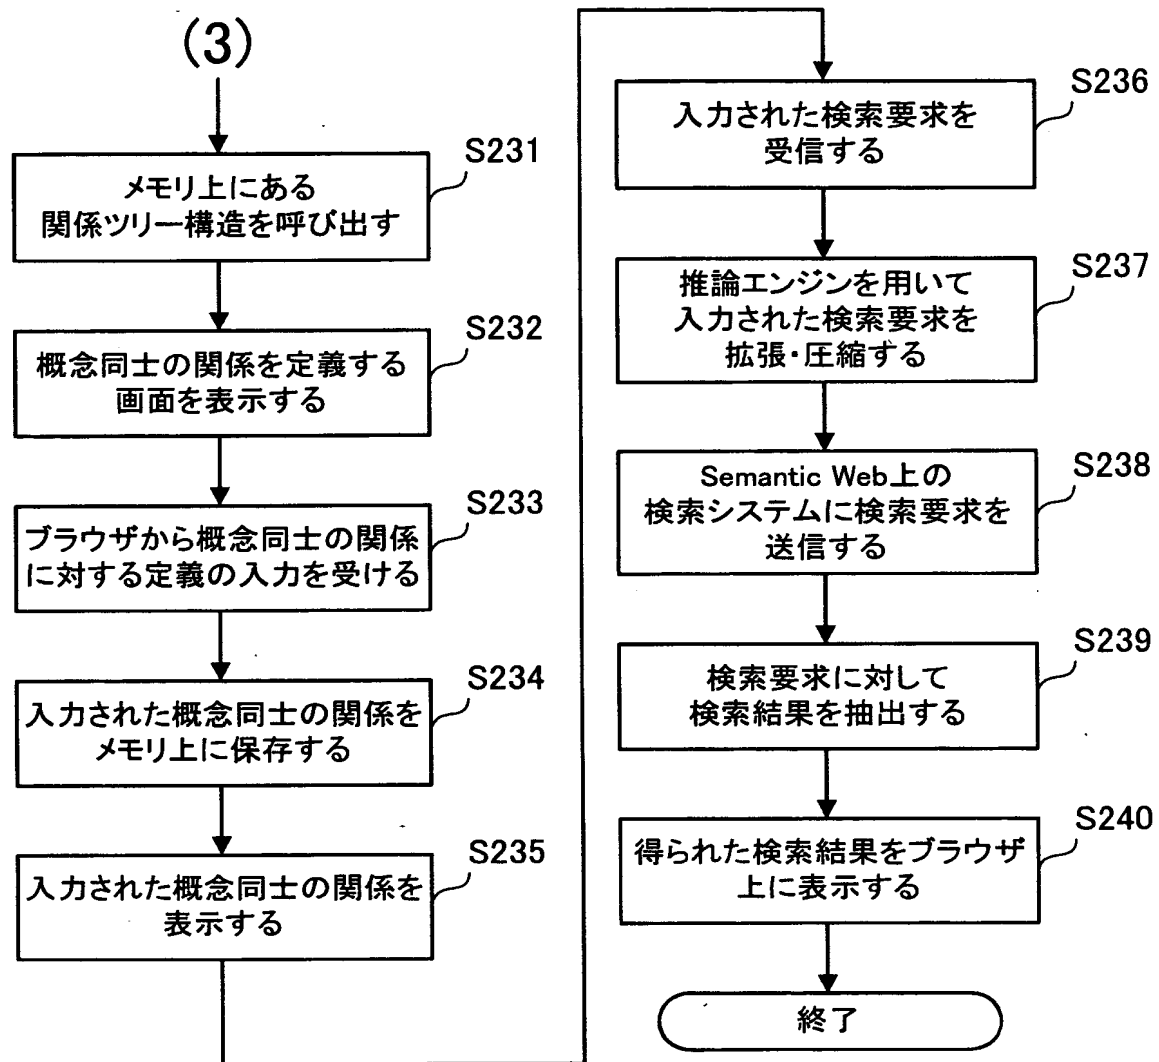 (3)
S231
メモリ上にある
関係ツリー構造を呼び出す
S232
概念同士の関係を定義する
画面を表示する
S233
ブラウザから概念同士の関係
に対する定義の入力を受ける
S234
入力された概念同士の関係を
メモリ上に保存する
S235
入力された概念同士の関係を
表示する
S236
入力された検索要求を
受信する
S237
推論エンジンを用いて
入力された検索要求を
拡張・圧縮する
S238
Semantic Web上の
検索システムに検索要求を
送信する
S239
検索要求に対して
検索結果を抽出する
S240
得られた検索結果をブラウザ
上に表示する
終了